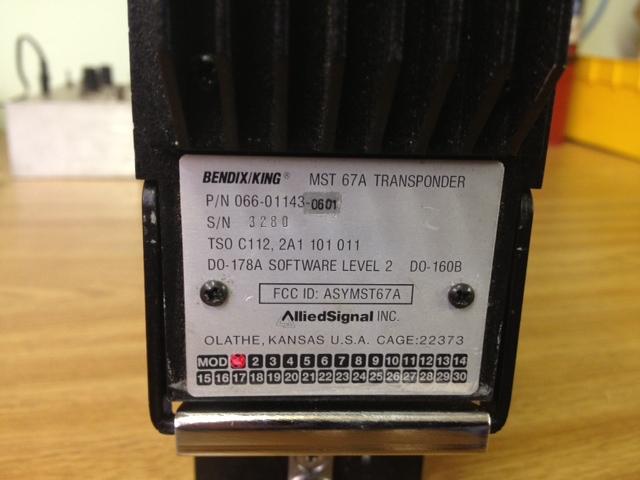 BENDIX/KING® MST 67A TRANSPONDER
P/N 066-01143-0601
S/N 3280
TSO C112, 2A1 101 011
DO-178A SOFTWARE LEVEL 2 DO-160B
FCC ID: ASYMST67A
AlliedSignal INC.
OLATHE, KANSAS U.S.A. CAGE:22373
MOD 2 3 4 5 6 7 8 9 10 11 12 13 14
15 16 17 18 19 20 21 22 23 24 25 26 27 28 29 30